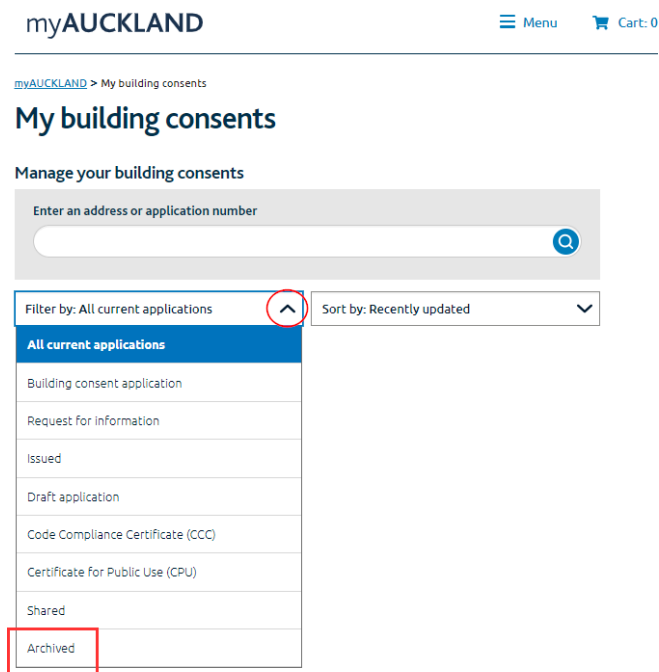 myAUCKLAND
Menu
Cart: 0
myAUCKLAND > My building consents
My building consents
Manage your building consents
Enter an address or application number
Filter by: All current applications
Sort by: Recently updated
All current applications
Building consent application
Request for information
Issued
Draft application
Code Compliance Certificate (CCC)
Certificate for Public Use (CPU)
Shared
Archived